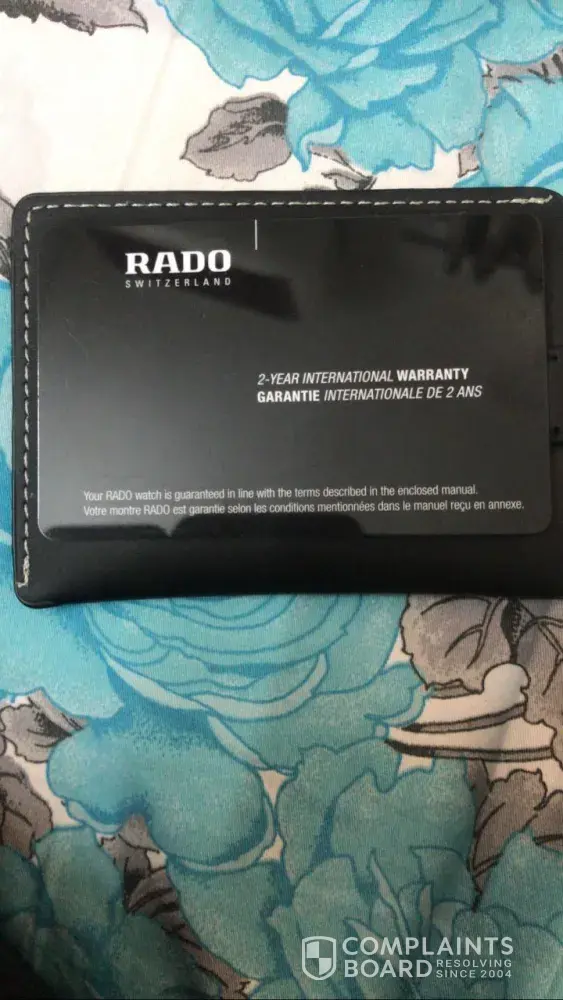 RADO
SWITZERLAND
2-YEAR INTERNATIONAL WARRANTY
GARANTIE INTERNATIONALE DE 2 ANS
Your RADO watch is guaranteed in line with the terms described in the enclosed manual.
Votre montre RADO est garantie selon les conditions mentionnées dans le manuel reçu en annexe.
COMPLAINTS
BOARD RESOLVING
SINCE 2004